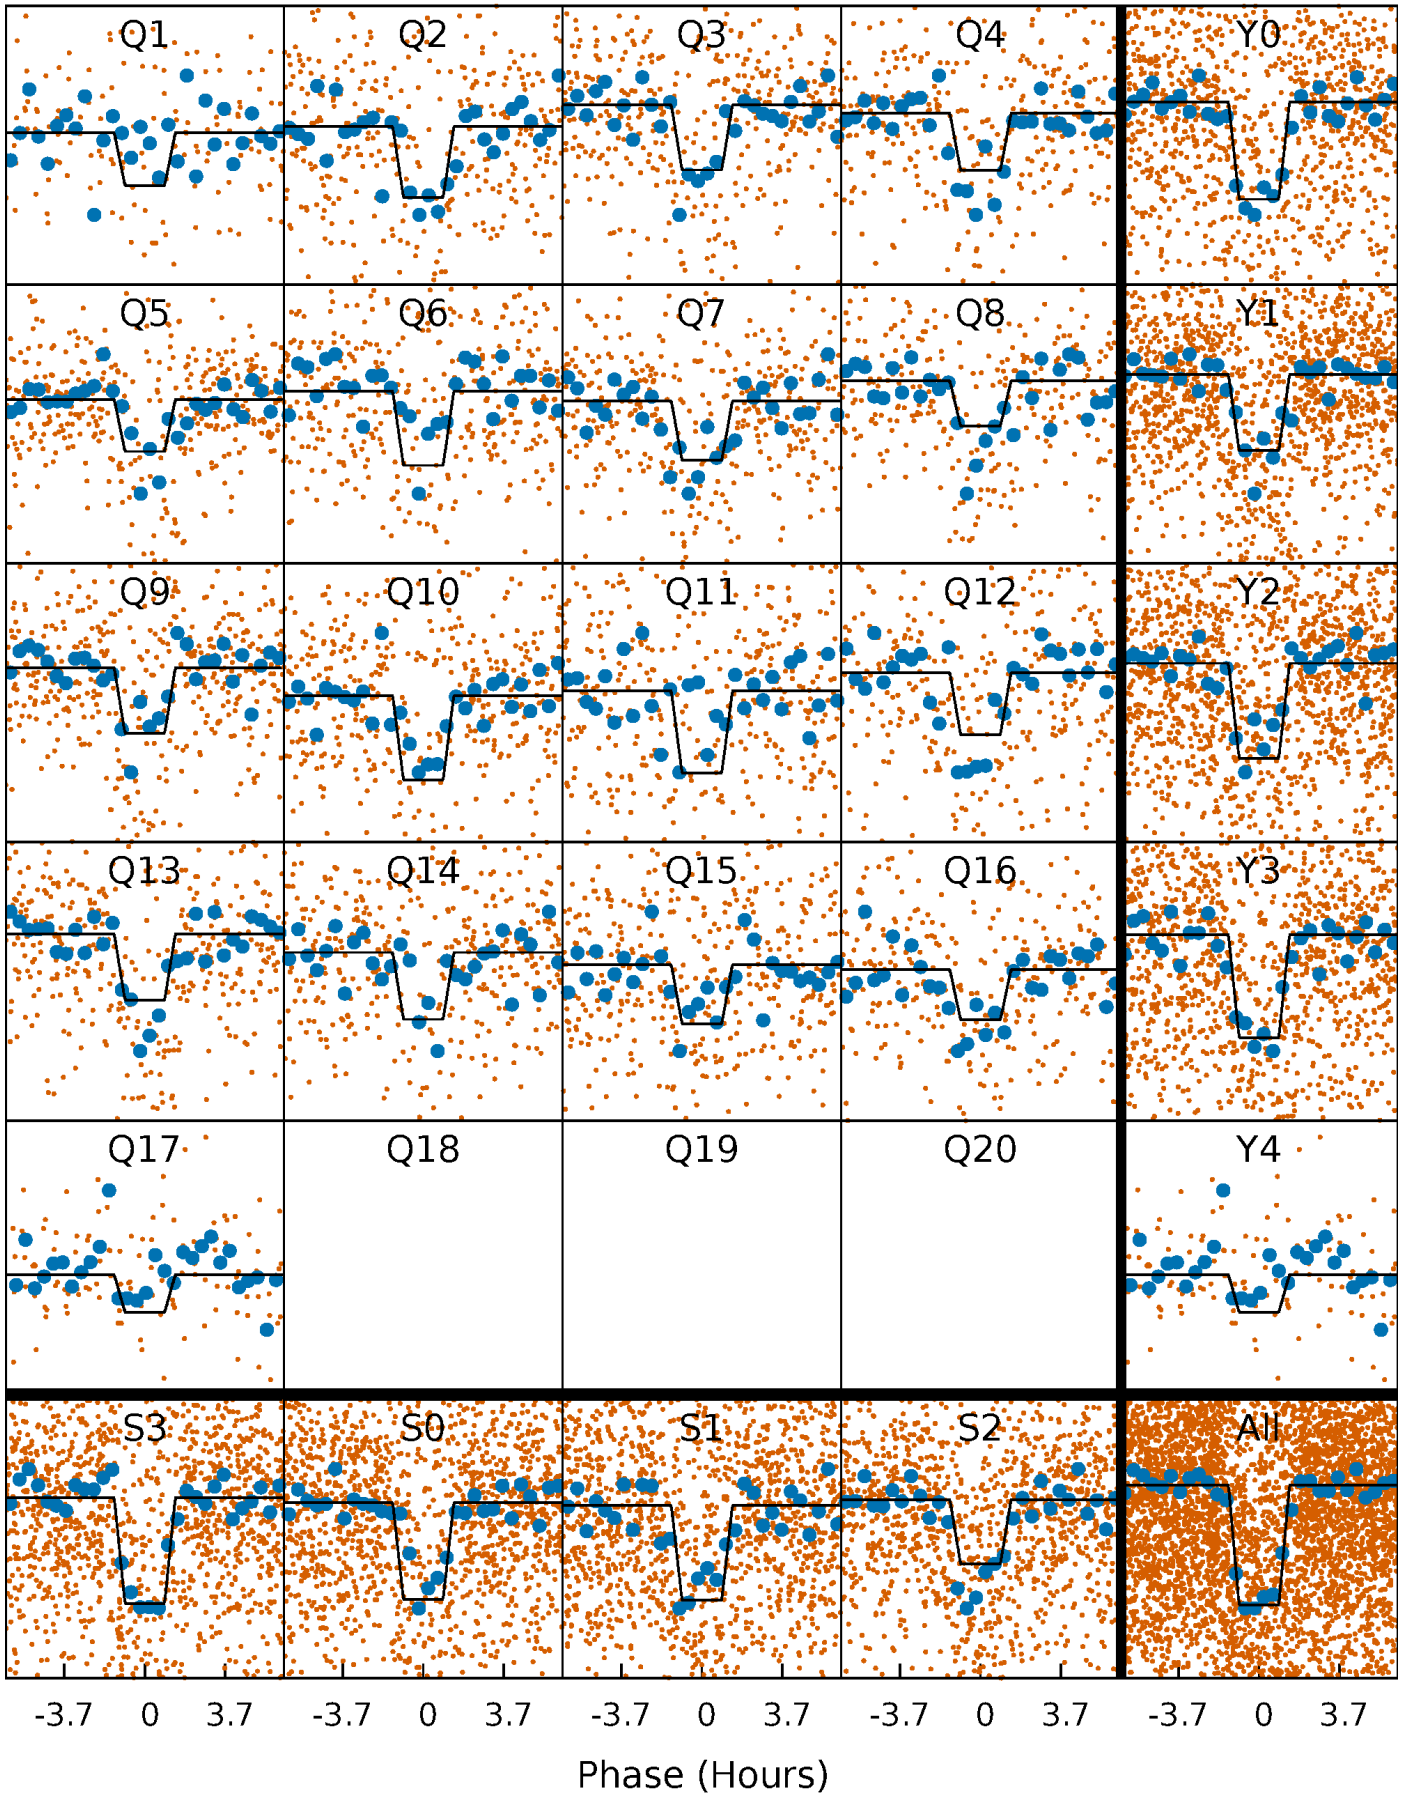 Q1 Q2 Q3 Q4 Y0
Q5 Q6 Q7 Q8 Y1
Q9 Q10 Q11 Q12 Y2
Q13 Q14 Q15 Q16 Y3
Q17 Q18 Q19 Q20 Y4
S3 S0 S1 S2 All
-3.7 0 3.7 -3.7 0 3.7 -3.7 0 3.7 -3.7 0 3.7 -3.7 0 3.7
Phase (Hours)